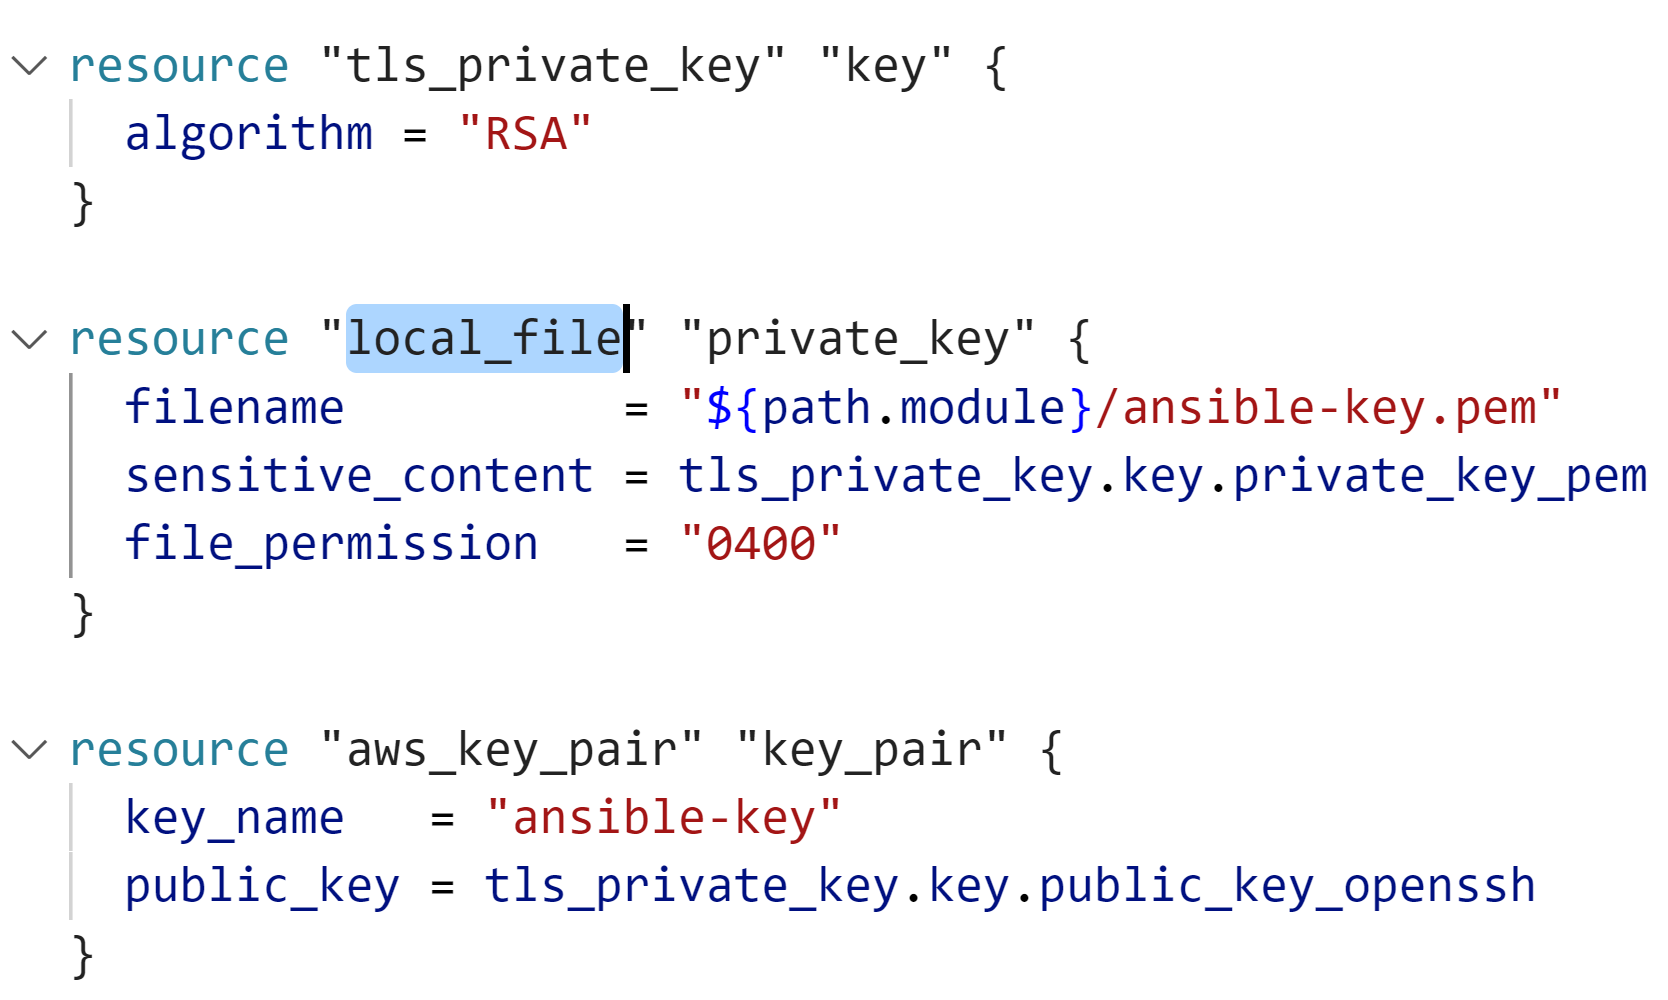 resource "tls_private_key" "key" {
  algorithm = "RSA"
}
resource "local_file" "private_key" {
  filename          = "${path.module}/ansible-key.pem"
  sensitive_content = tls_private_key.key.private_key_pem
  file_permission   = "0400"
}
resource "aws_key_pair" "key_pair" {
  key_name   = "ansible-key"
  public_key = tls_private_key.key.public_key_openssh
}